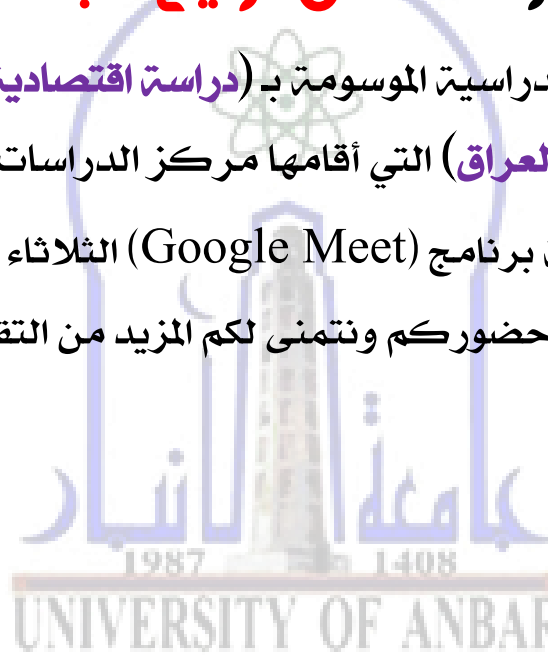 دراسية الموسومة بـ (دراسة اقتصادية
العراق) التي أقامها مركز الدراسات
برنامج (Google Meet) الثلاثاء
حضوركم ونتمنى لكم المزيد من التق
جامعة الانبار
1987 1408
UNIVERSITY OF ANBAR